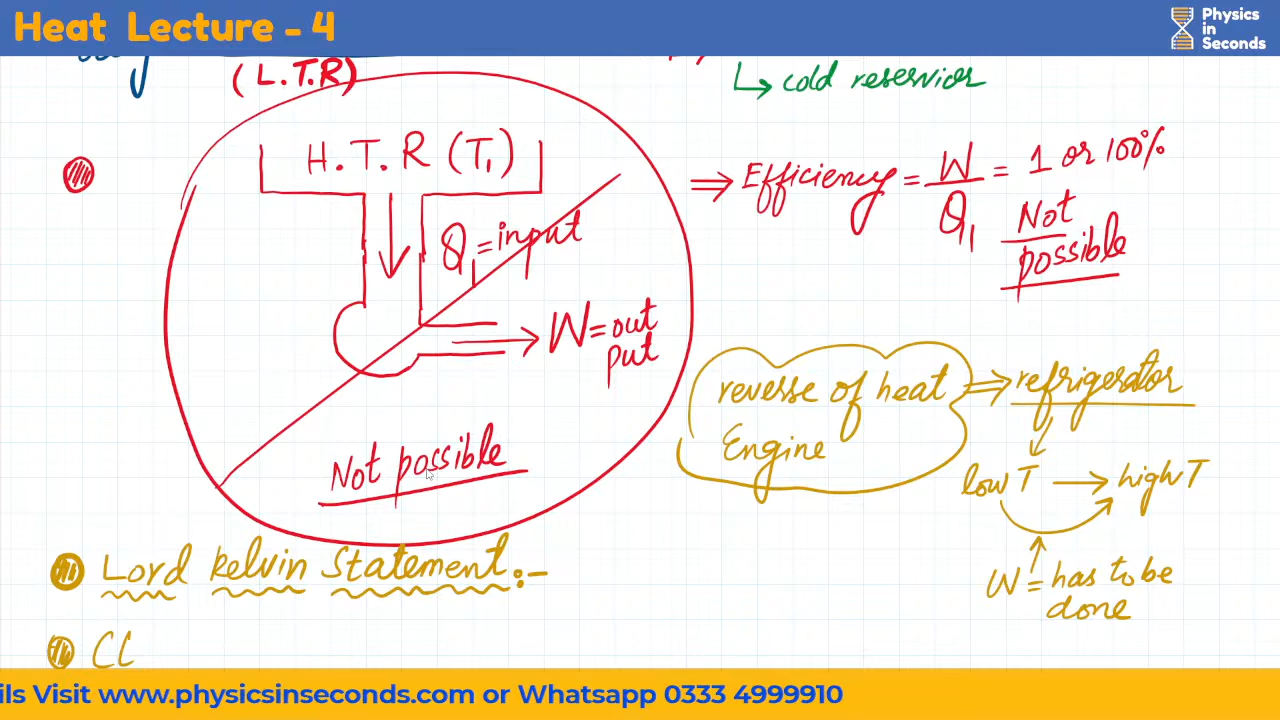 Heat Lecture - 4
Physics
in
Seconds
(L.T.R)
↳ cold reservior
H.T.R (T₁)
Q₁ = input
W = out
put
Not possible
⇒ Efficiency = W/Q₁ = 1 or 100%
Not
possible
reverse of heat ⇒ refrigerator
Engine
low T → high T
W = has to be
done
Lord Kelvin Statement:-
Cl
ils Visit www.physicsinseconds.com or Whatsapp 0333 4999910